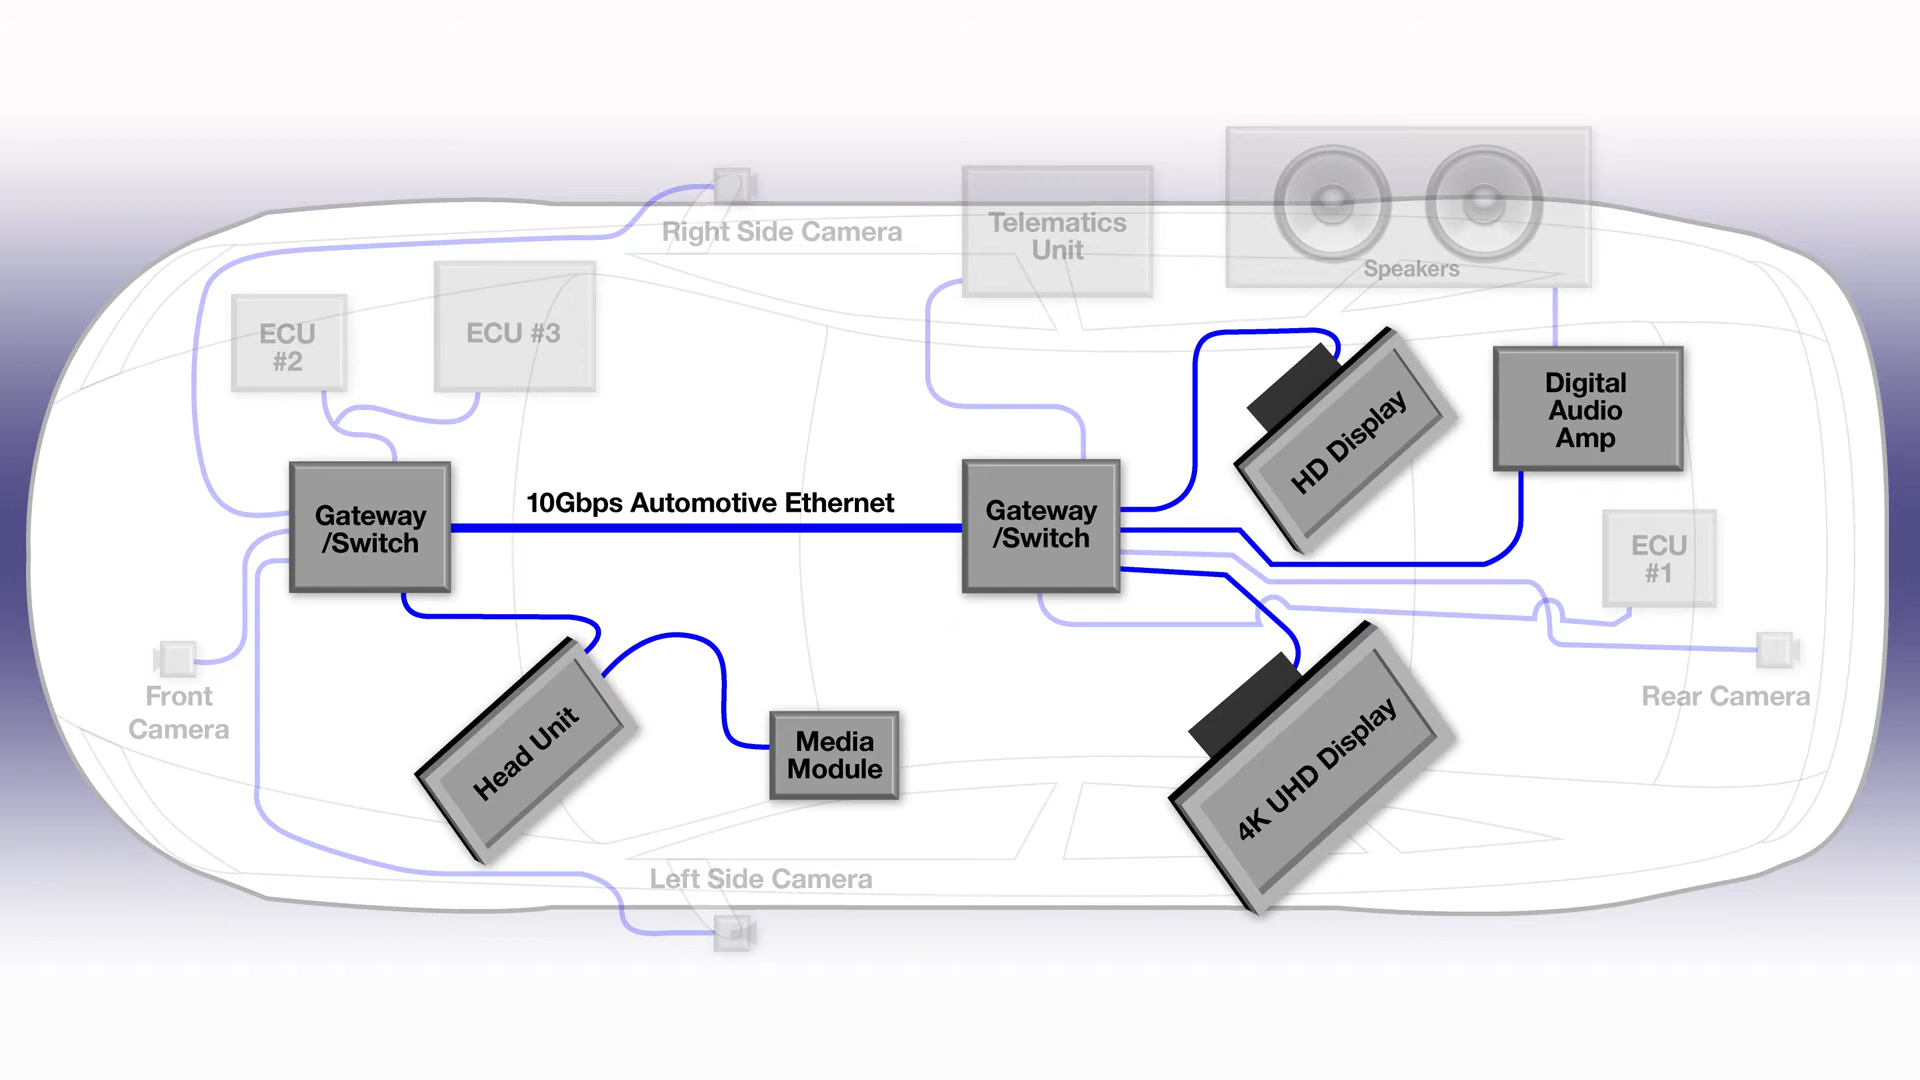 Right Side Camera
Telematics
Unit
Speakers
ECU
#2
ECU #3
HD Display
Digital
Audio
Amp
Gateway
/Switch
10Gbps Automotive Ethernet
Gateway
/Switch
ECU
#1
Front
Camera
Head Unit
Media
Module
4K UHD Display
Rear Camera
Left Side Camera